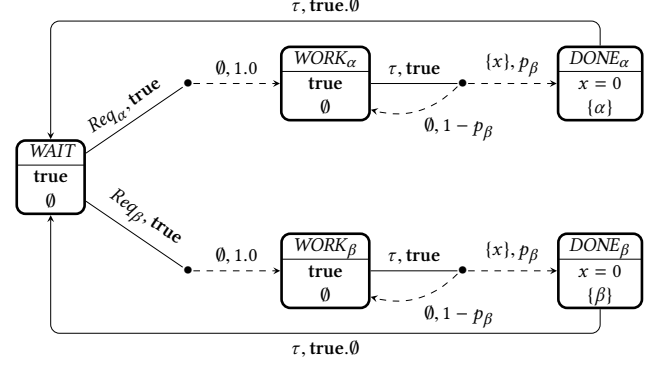 τ, true.∅
Reqα, true
∅, 1.0
WORKα
true
∅
τ, true
{x}, pβ
∅, 1 − pβ
DONEα
x = 0
{α}
WAIT
true
∅
Reqβ, true
∅, 1.0
WORKβ
true
∅
τ, true
{x}, pβ
∅, 1 − pβ
DONEβ
x = 0
{β}
τ, true.∅